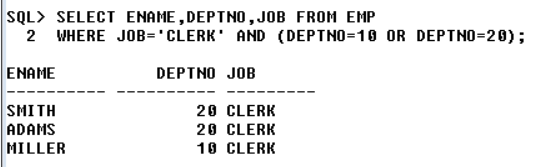 SQL> SELECT ENAME,DEPTNO,JOB FROM EMP
  2  WHERE JOB='CLERK' AND (DEPTNO=10 OR DEPTNO=20);
ENAME          DEPTNO JOB
---------- ---------- ---------
SMITH              20 CLERK
ADAMS              20 CLERK
MILLER             10 CLERK